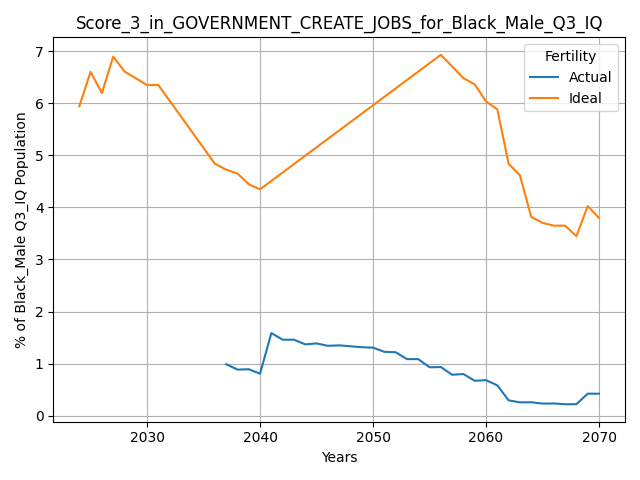 Score_3_in_GOVERNMENT_CREATE_JOBS_for_Black_Male_Q3_IQ
Fertility
Actual
Ideal
% of Black_Male Q3_IQ Population
7
6
5
4
3
2
1
0
2030
2040
2050
2060
2070
Years